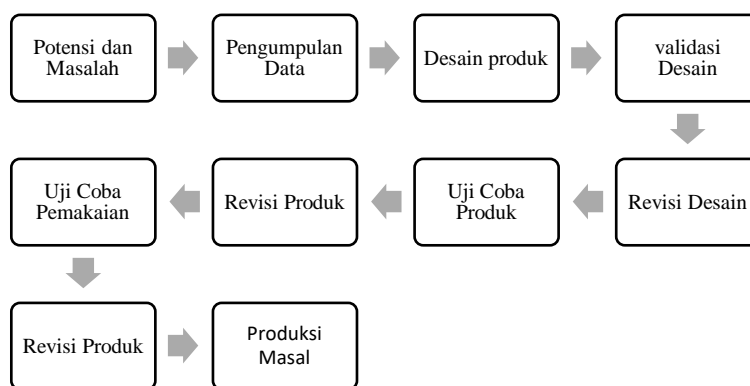 Potensi dan
Masalah
Pengumpulan
Data
Desain produk
validasi
Desain
Revisi Desain
Uji Coba
Produk
Revisi Produk
Uji Coba
Pemakaian
Revisi Produk
Produksi
Masal